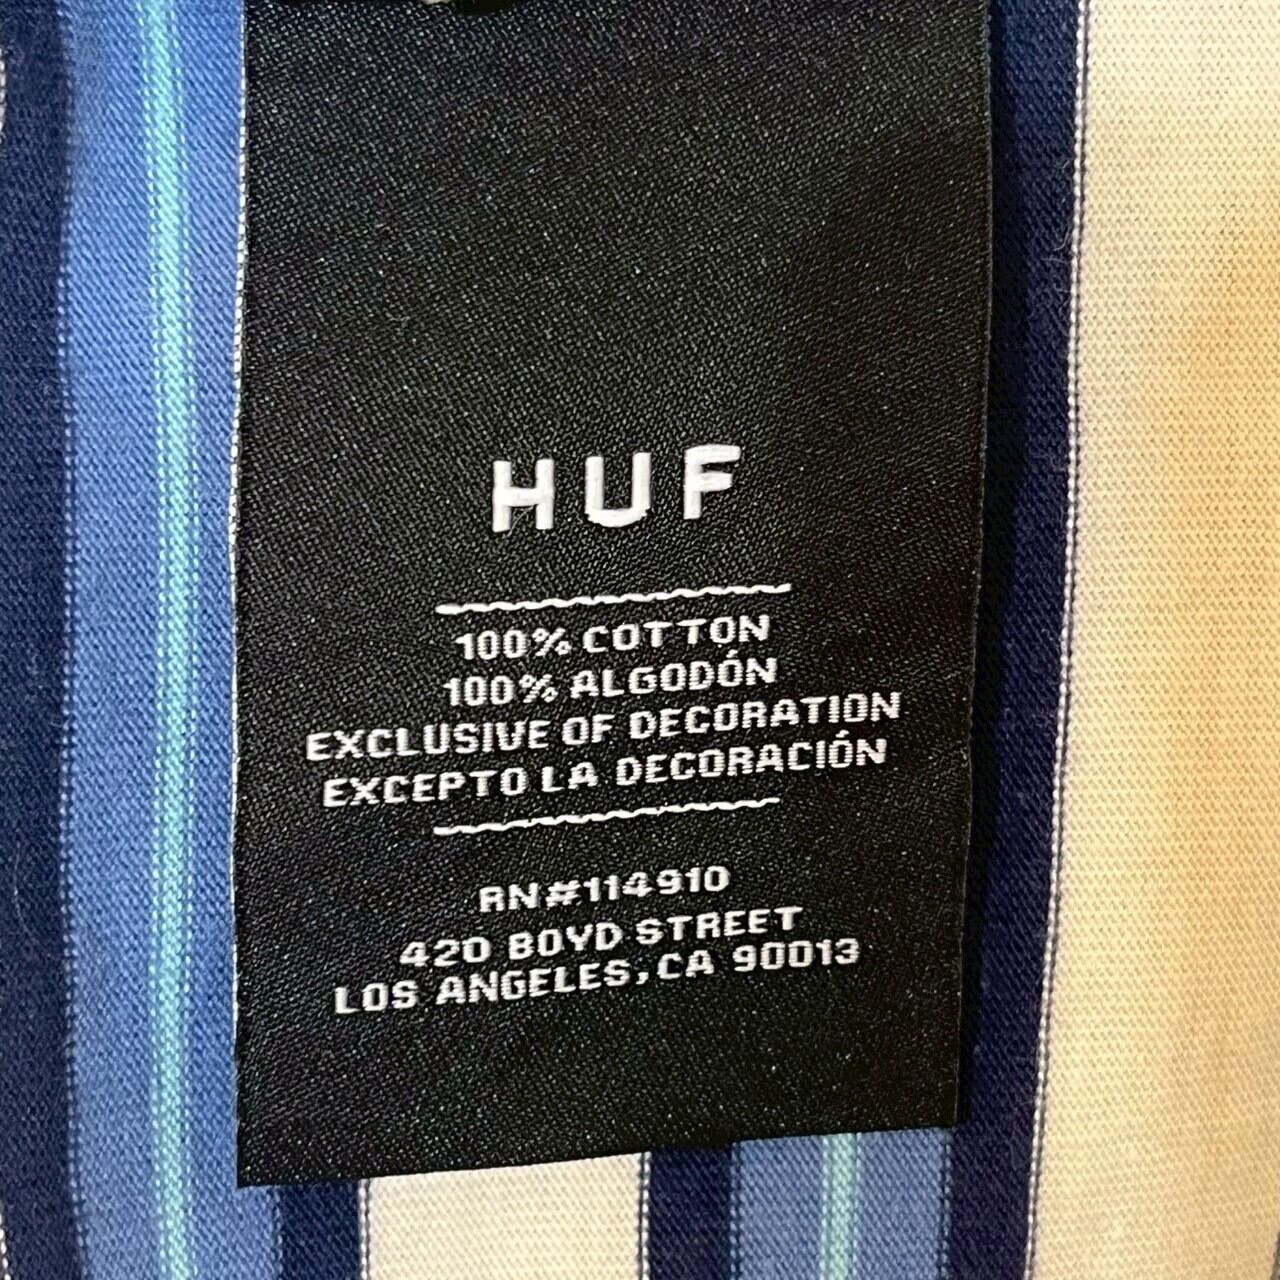 HUF
100% COTTON
100% ALGODÓN
EXCLUSIVE OF DECORATION
EXCEPTO LA DECORACIÓN
RN#114910
420 BOYD STREET
LOS ANGELES, CA 90013